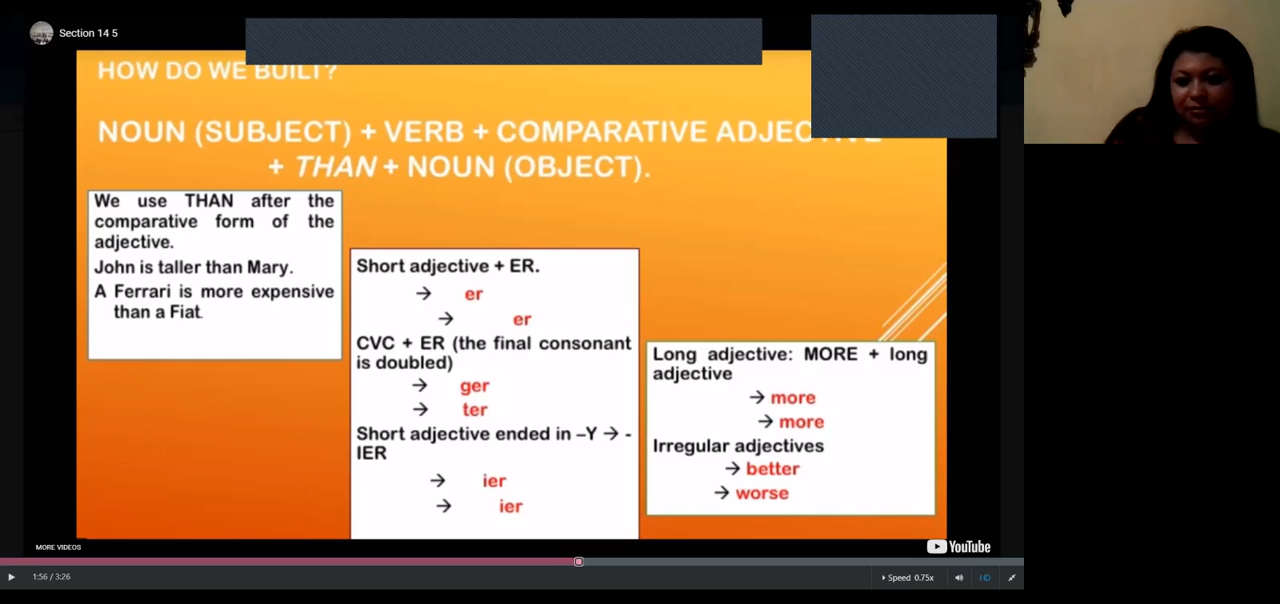 Section 14 5
HOW DO WE BUILT?
NOUN (SUBJECT) + VERB + COMPARATIVE ADJECTIVE
+ THAN + NOUN (OBJECT).
We use THAN after the
comparative form of the
adjective.
John is taller than Mary.
A Ferrari is more expensive
than a Fiat.
Short adjective + ER.
→ er
→ er
CVC + ER (the final consonant
is doubled)
→ ger
→ ter
Short adjective ended in –Y → -
IER
→ ier
→ ier
Long adjective: MORE + long
adjective
→ more
→ more
Irregular adjectives
→ better
→ worse
MORE VIDEOS
YouTube
1:56 / 3:26
Speed 0.75x
HD